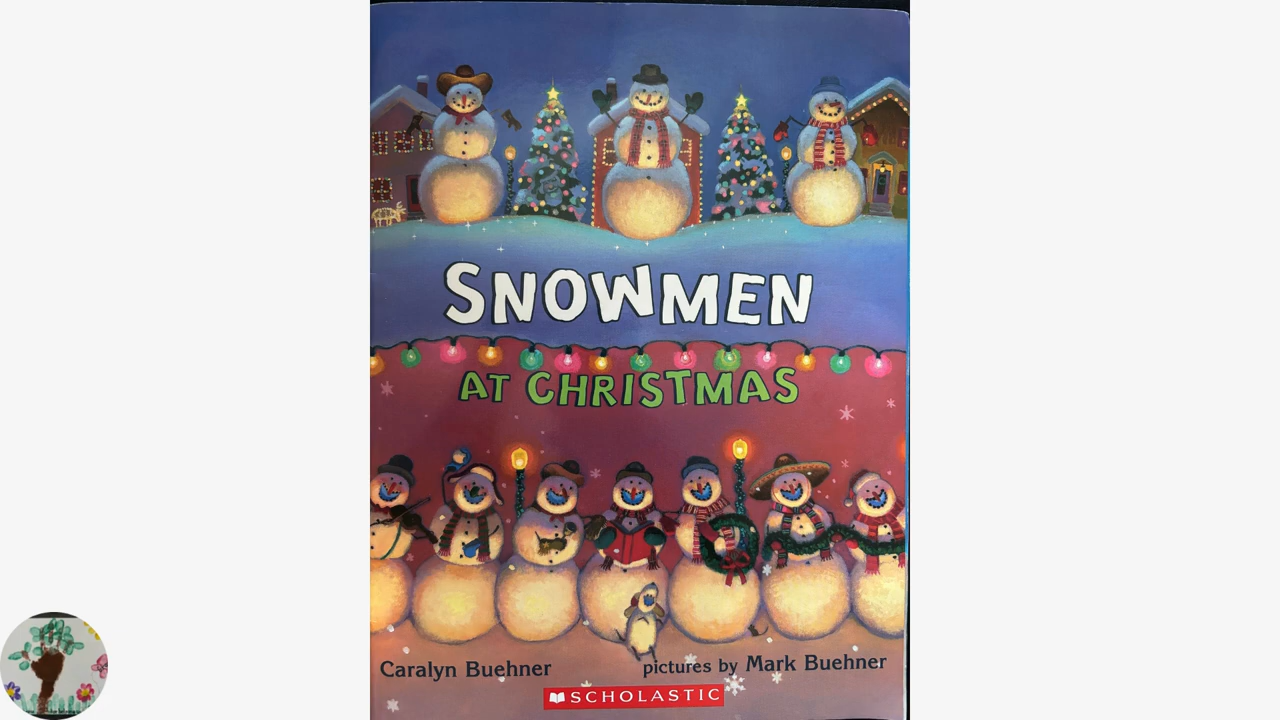 SNOWMEN
AT CHRISTMAS
Caralyn Buehner
pictures by Mark Buehner
SCHOLASTIC